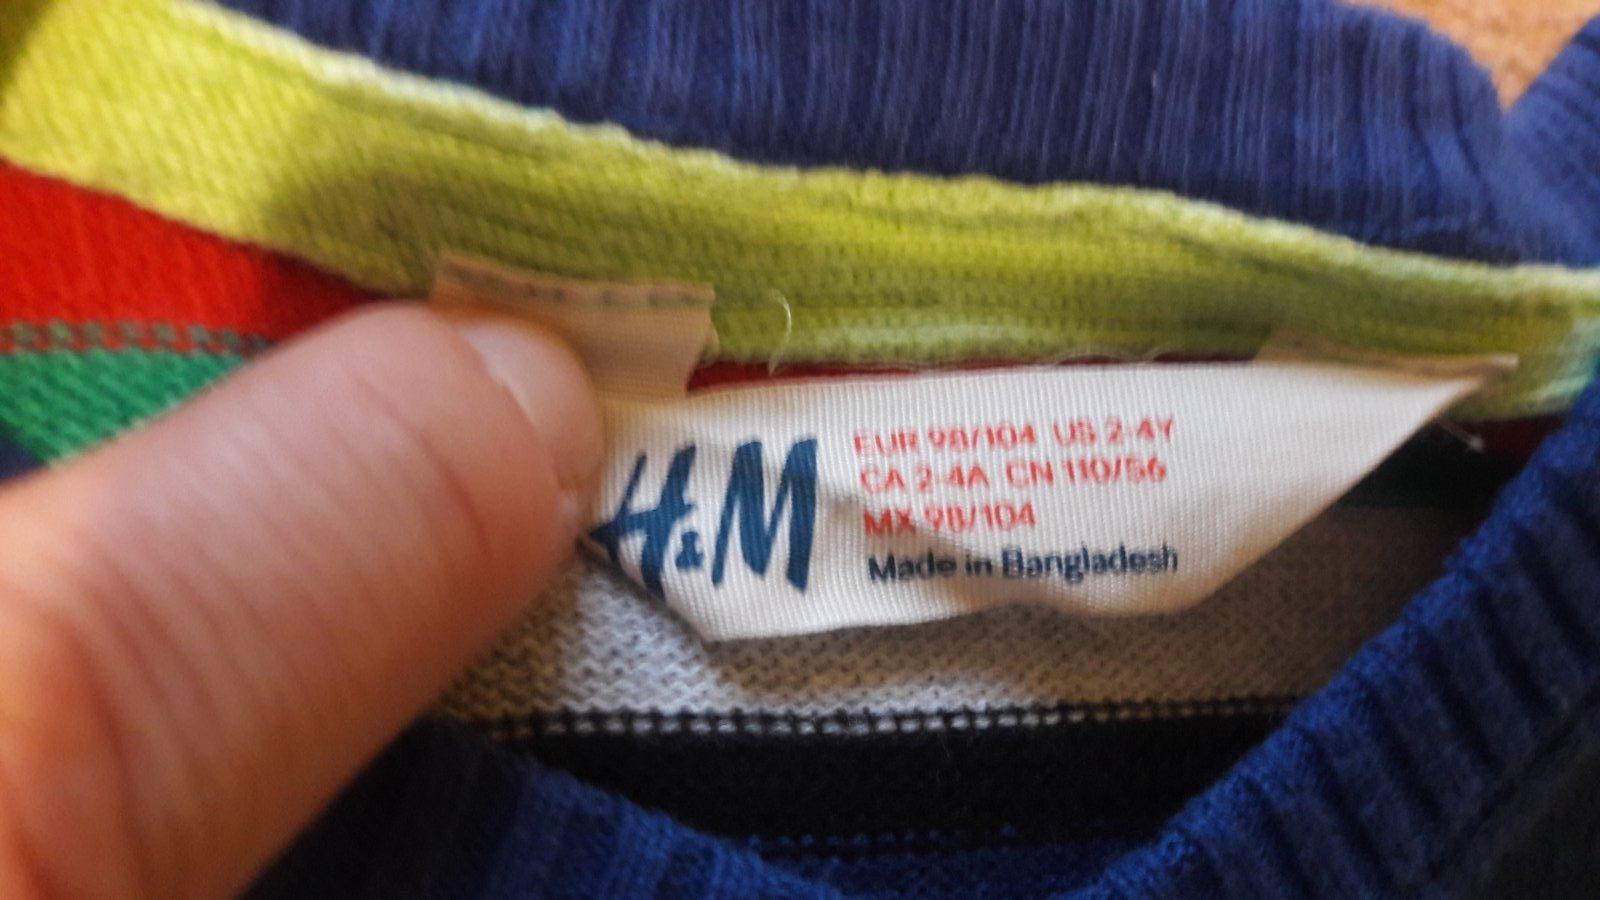 H&M
EUR 98/104 US 2-4Y
CA 2-4A CN 110/56
MX 98/104
Made in Bangladesh